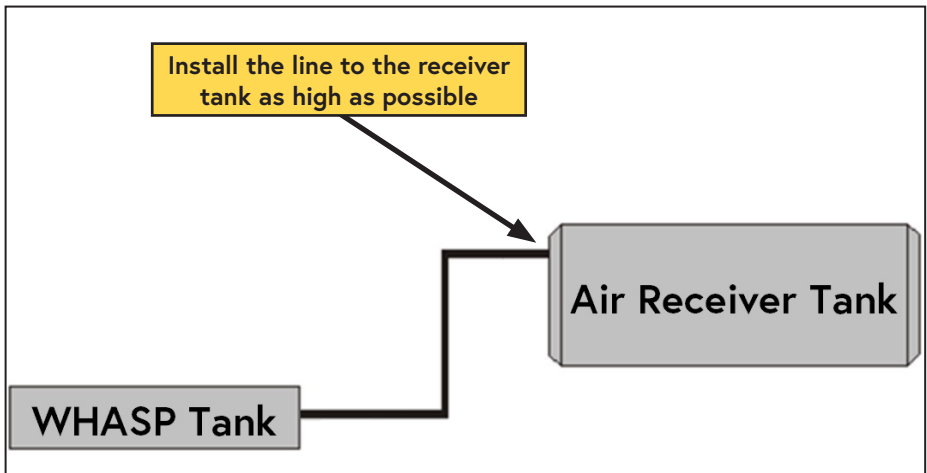 Install the line to the receiver
tank as high as possible
Air Receiver Tank
WHASP Tank